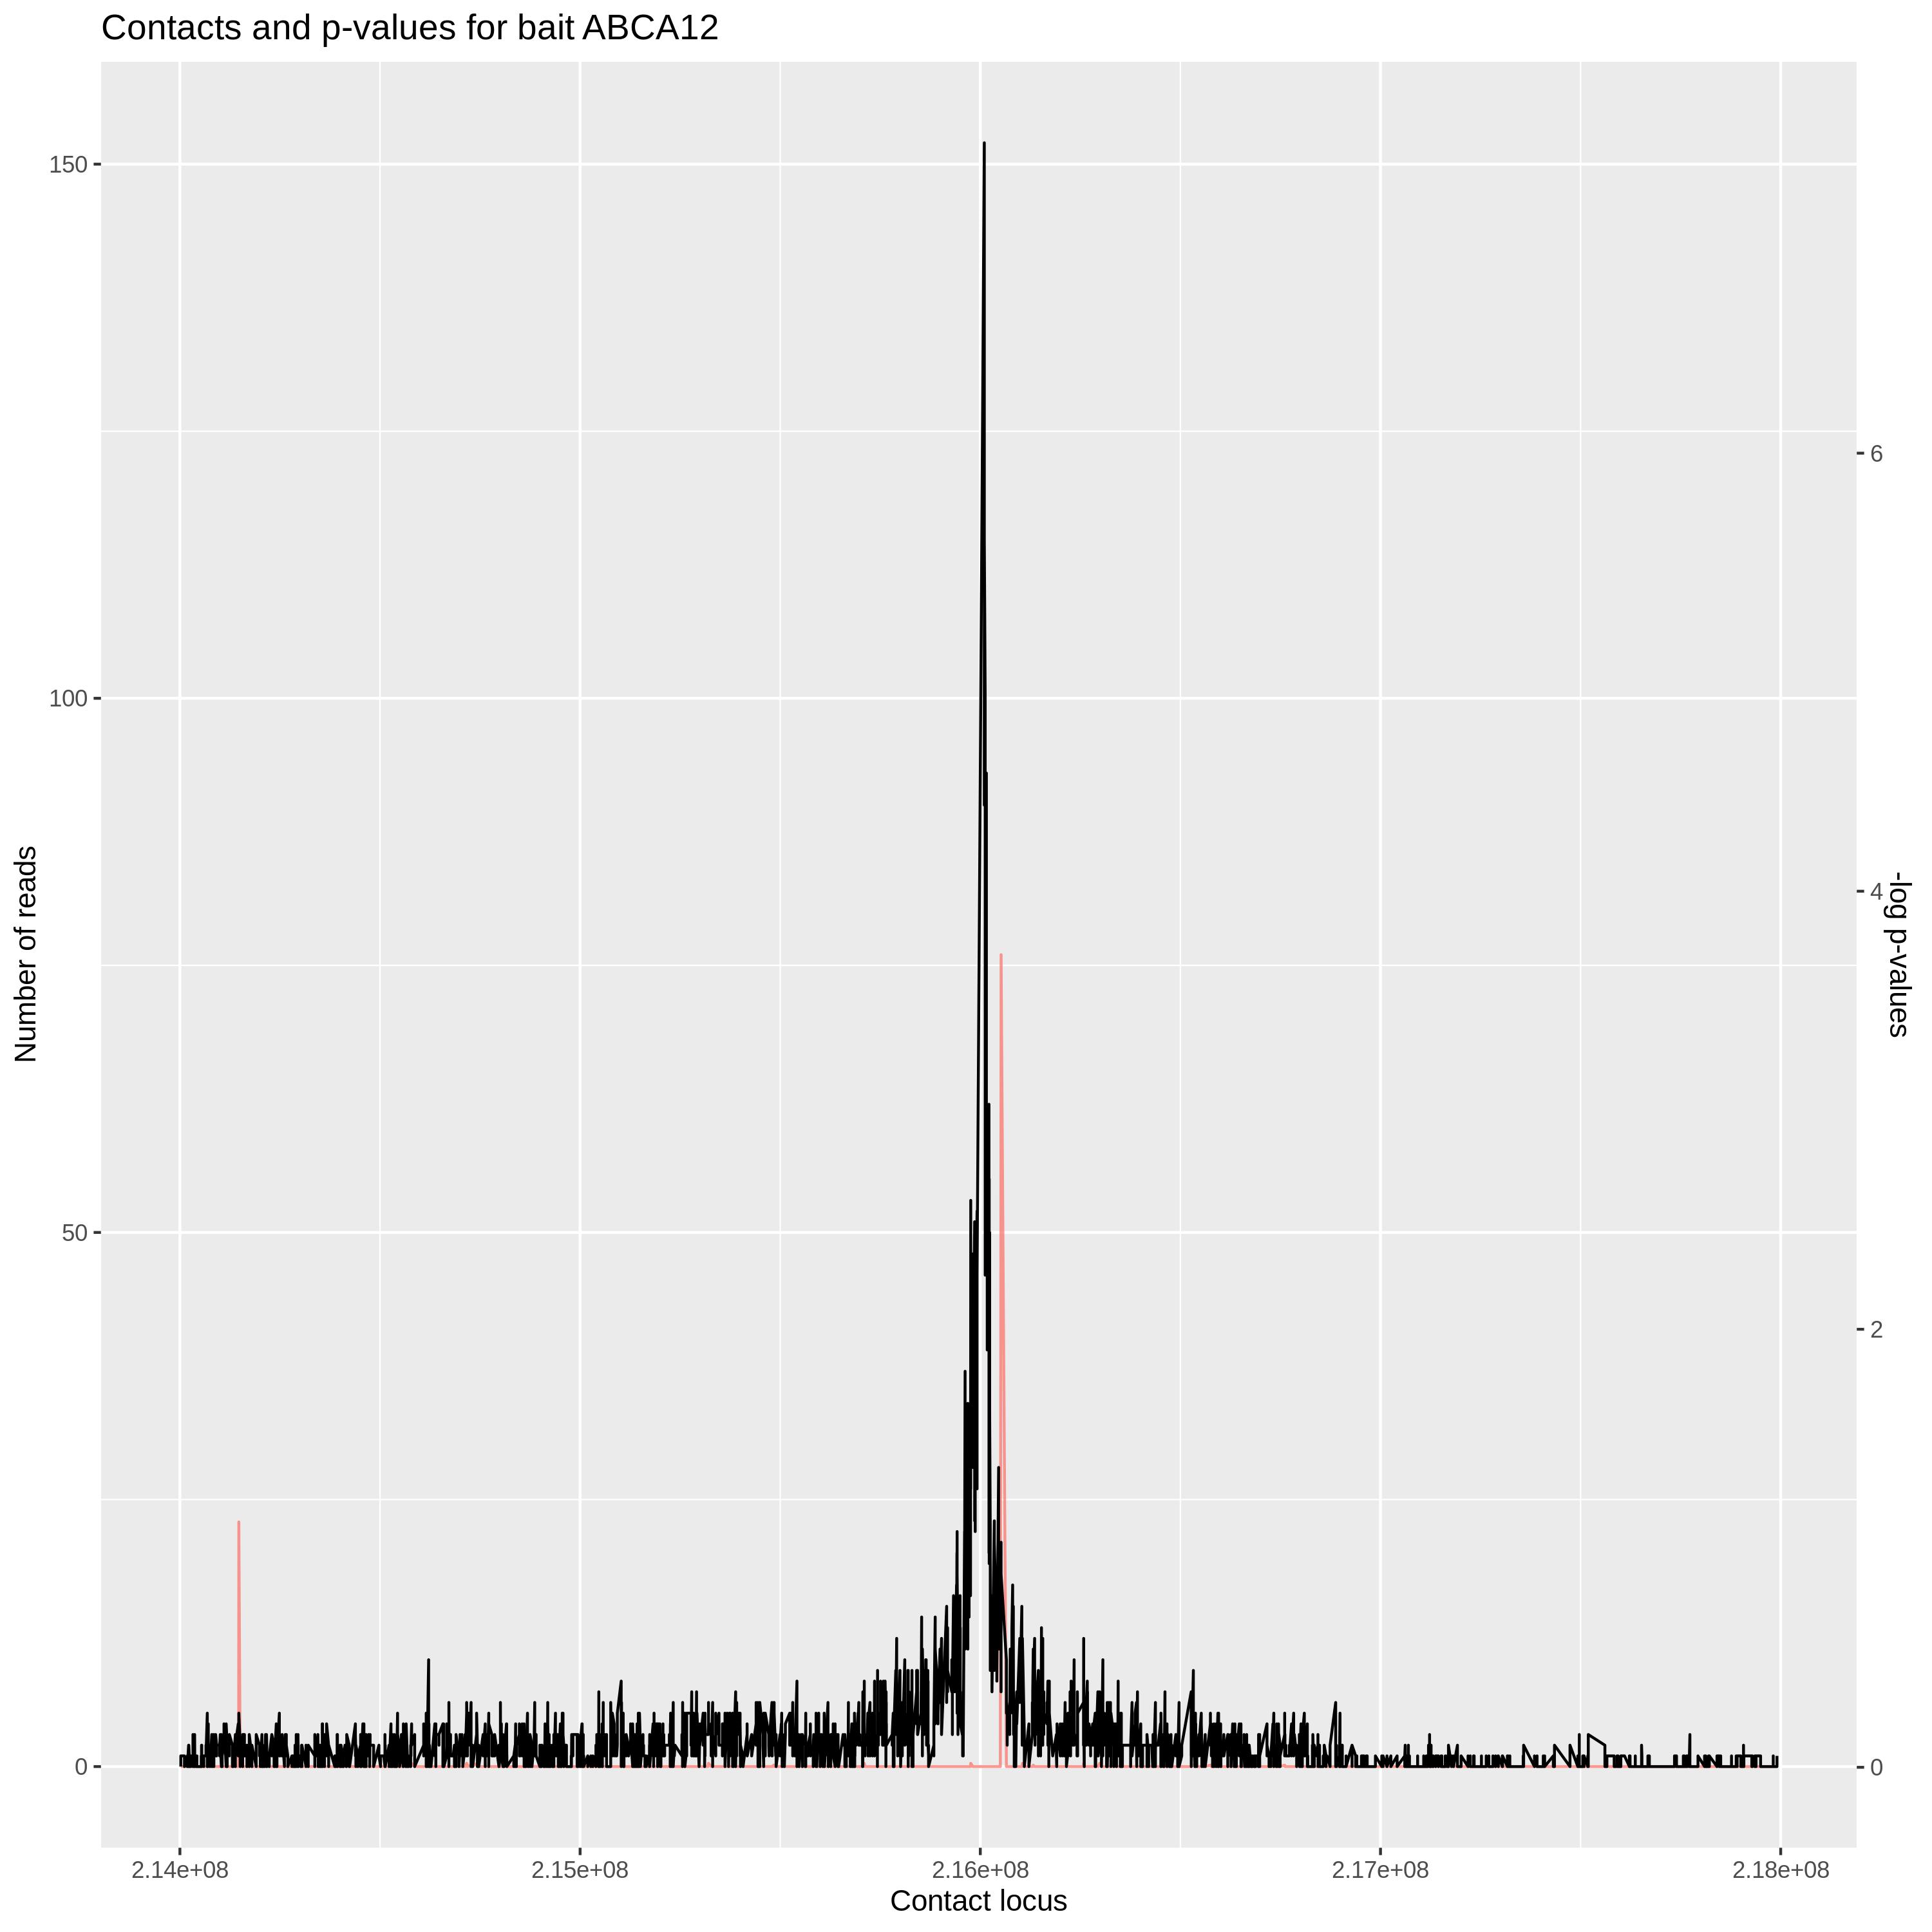 Contacts and p-values for bait ABCA12
150
100
50
0
Number of reads
6
4
2
0
-log p-values
2.14e+08 2.15e+08 2.16e+08 2.17e+08 2.18e+08
Contact locus